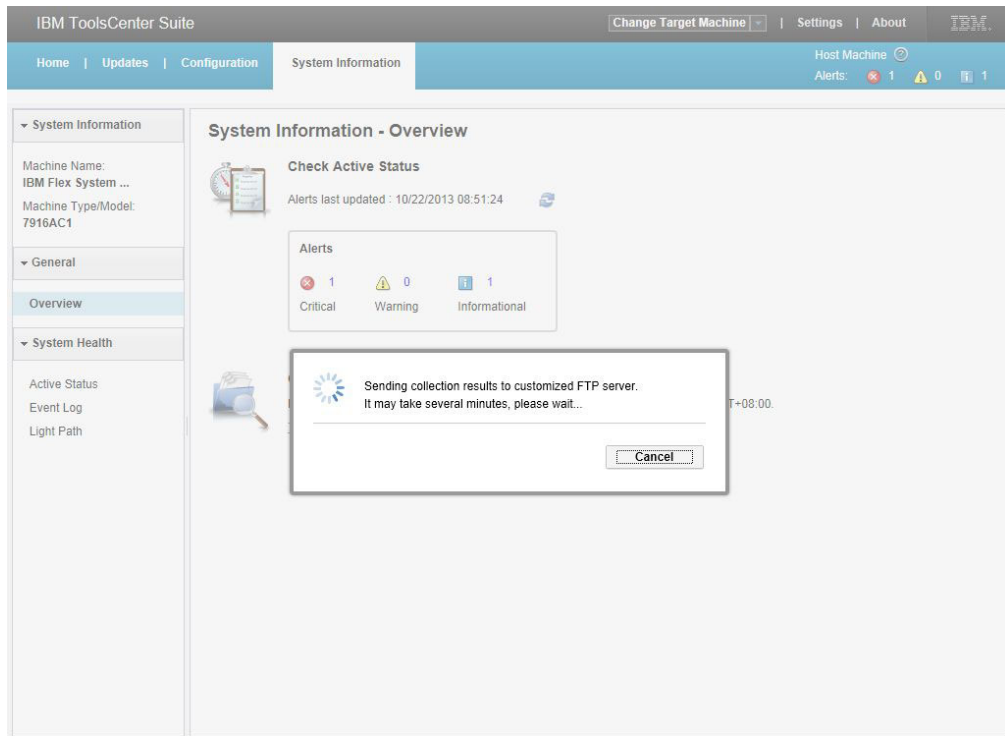 IBM ToolsCenter Suite
Change Target Machine | Settings | About IBM.
Home | Updates | Configuration System Information
Host Machine ?
Alerts: 1 0 1
System Information
Machine Name:
IBM Flex System ...
Machine Type/Model:
7916AC1
General
Overview
System Health
Active Status
Event Log
Light Path
System Information - Overview
Check Active Status
Alerts last updated : 10/22/2013 08:51:24
Alerts
1 0 1
Critical Warning Informational
Sending collection results to customized FTP server.
It may take several minutes, please wait...
Cancel
T+08:00.